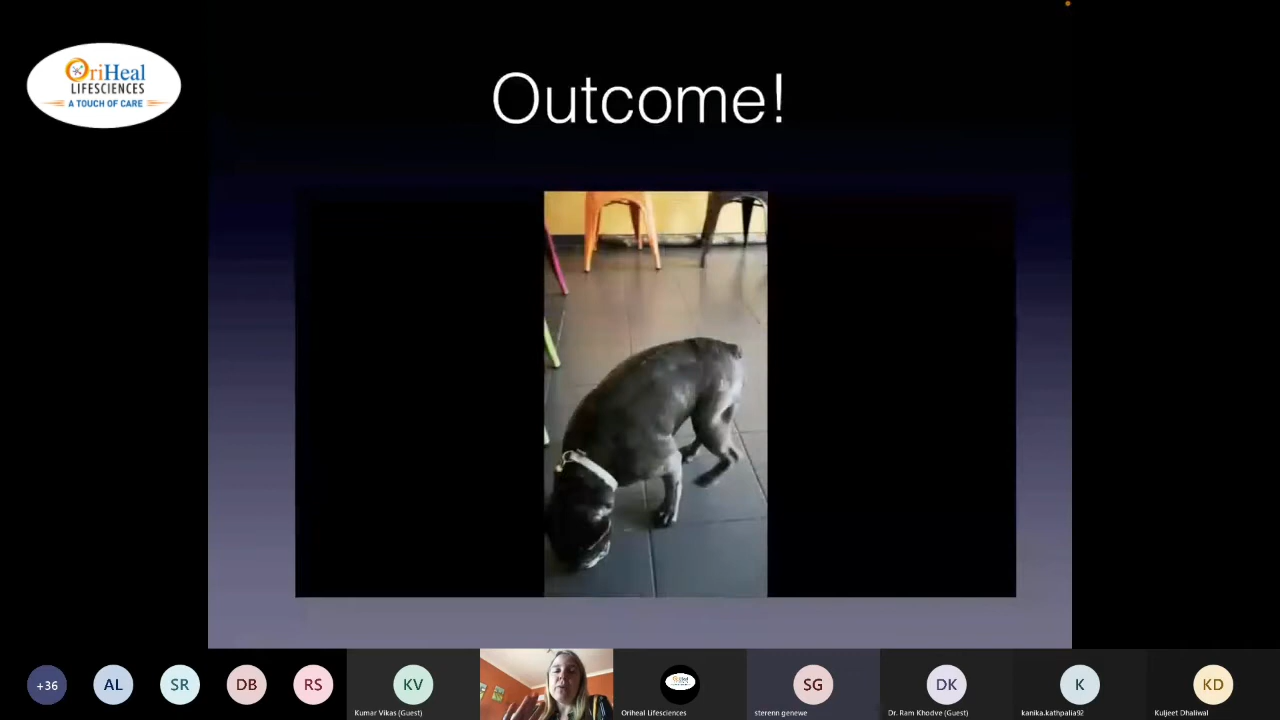 OriHeal
LIFESCIENCES
A TOUCH OF CARE
Outcome!
+36
AL
SR
DB
RS
KV
Kumar Vikas (Guest)
OriHeal
Oriheal Lifesciences
SG
sterenn genewe
DK
Dr. Ram Khodve (Guest)
K
kanika.kathpalia92
KD
Kuljeet Dhaliwal